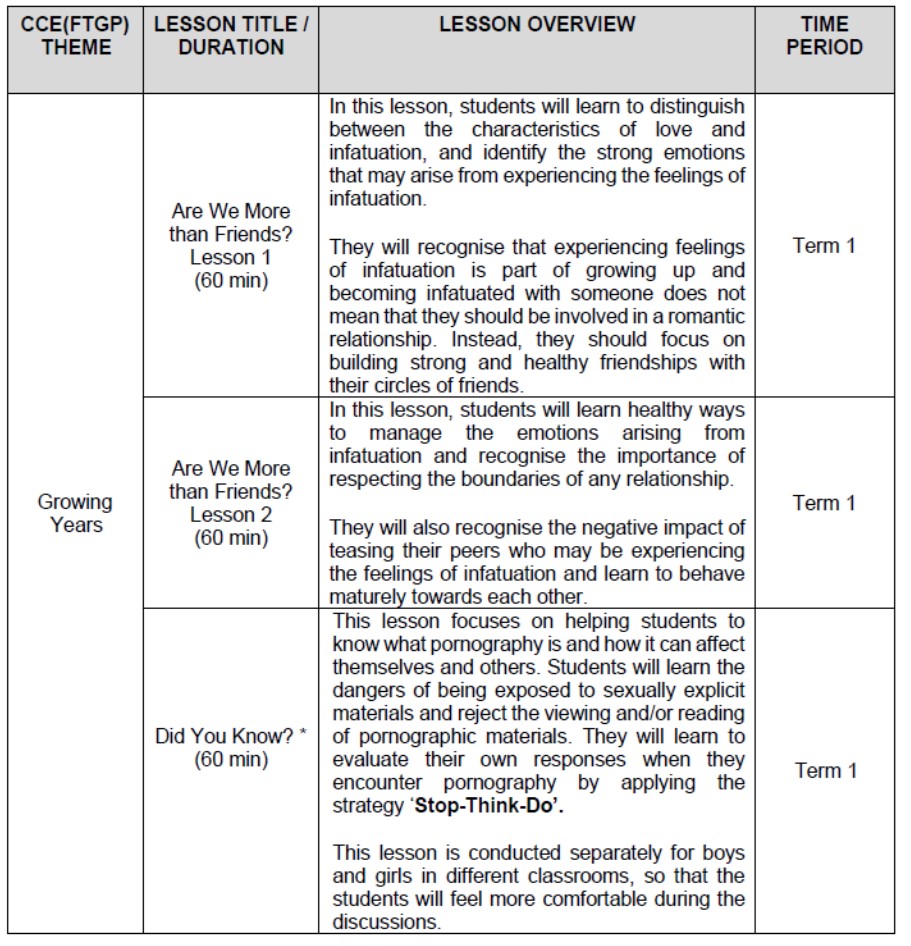 CCE(FTGP)
THEME
LESSON TITLE /
DURATION
LESSON OVERVIEW
TIME
PERIOD
Growing
Years
Are We More
than Friends?
Lesson 1
(60 min)
In this lesson, students will learn to distinguish
between the characteristics of love and
infatuation, and identify the strong emotions
that may arise from experiencing the feelings of
infatuation.
They will recognise that experiencing feelings
of infatuation is part of growing up and
becoming infatuated with someone does not
mean that they should be involved in a romantic
relationship. Instead, they should focus on
building strong and healthy friendships with
their circles of friends.
Term 1
Are We More
than Friends?
Lesson 2
(60 min)
In this lesson, students will learn healthy ways
to manage the emotions arising from
infatuation and recognise the importance of
respecting the boundaries of any relationship.
They will also recognise the negative impact of
teasing their peers who may be experiencing
the feelings of infatuation and learn to behave
maturely towards each other.
Term 1
Did You Know? *
(60 min)
This lesson focuses on helping students to
know what pornography is and how it can affect
themselves and others. Students will learn the
dangers of being exposed to sexually explicit
materials and reject the viewing and/or reading
of pornographic materials. They will learn to
evaluate their own responses when they
encounter pornography by applying the
strategy ‘Stop-Think-Do’.
This lesson is conducted separately for boys
and girls in different classrooms, so that the
students will feel more comfortable during the
discussions.
Term 1